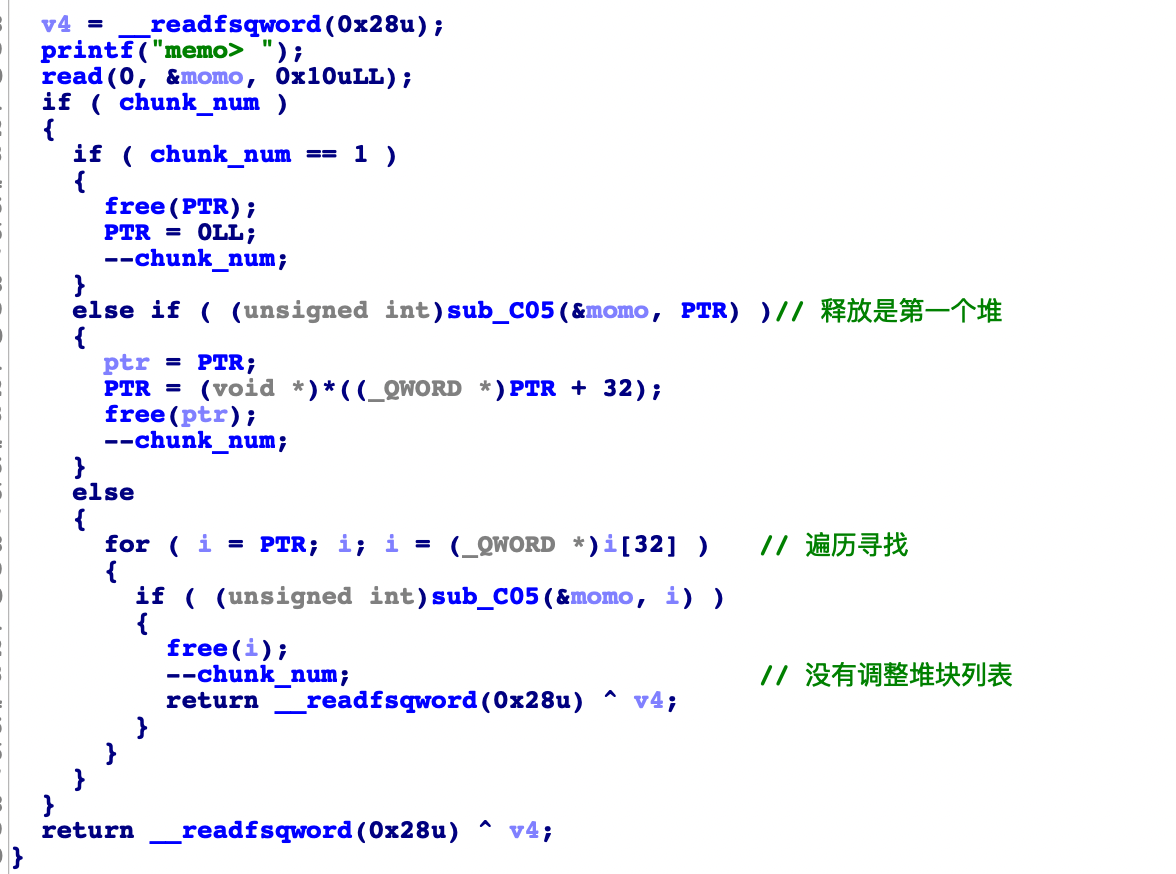 v4 = __readfsqword(0x28u);
printf("memo> ");
read(0, &momo, 0x10uLL);
if ( chunk_num )
{
if ( chunk_num == 1 )
{
free(PTR);
PTR = 0LL;
--chunk_num;
}
else if ( (unsigned int)sub_C05(&momo, PTR) )// 释放是第一个堆
{
ptr = PTR;
PTR = (void *)*((_QWORD *)PTR + 32);
free(ptr);
--chunk_num;
}
else
{
for ( i = PTR; i; i = (_QWORD *)i[32] ) // 遍历寻找
{
if ( (unsigned int)sub_C05(&momo, i) )
{
free(i);
--chunk_num; // 没有调整堆块列表
return __readfsqword(0x28u) ^ v4;
}
}
}
}
return __readfsqword(0x28u) ^ v4;
}